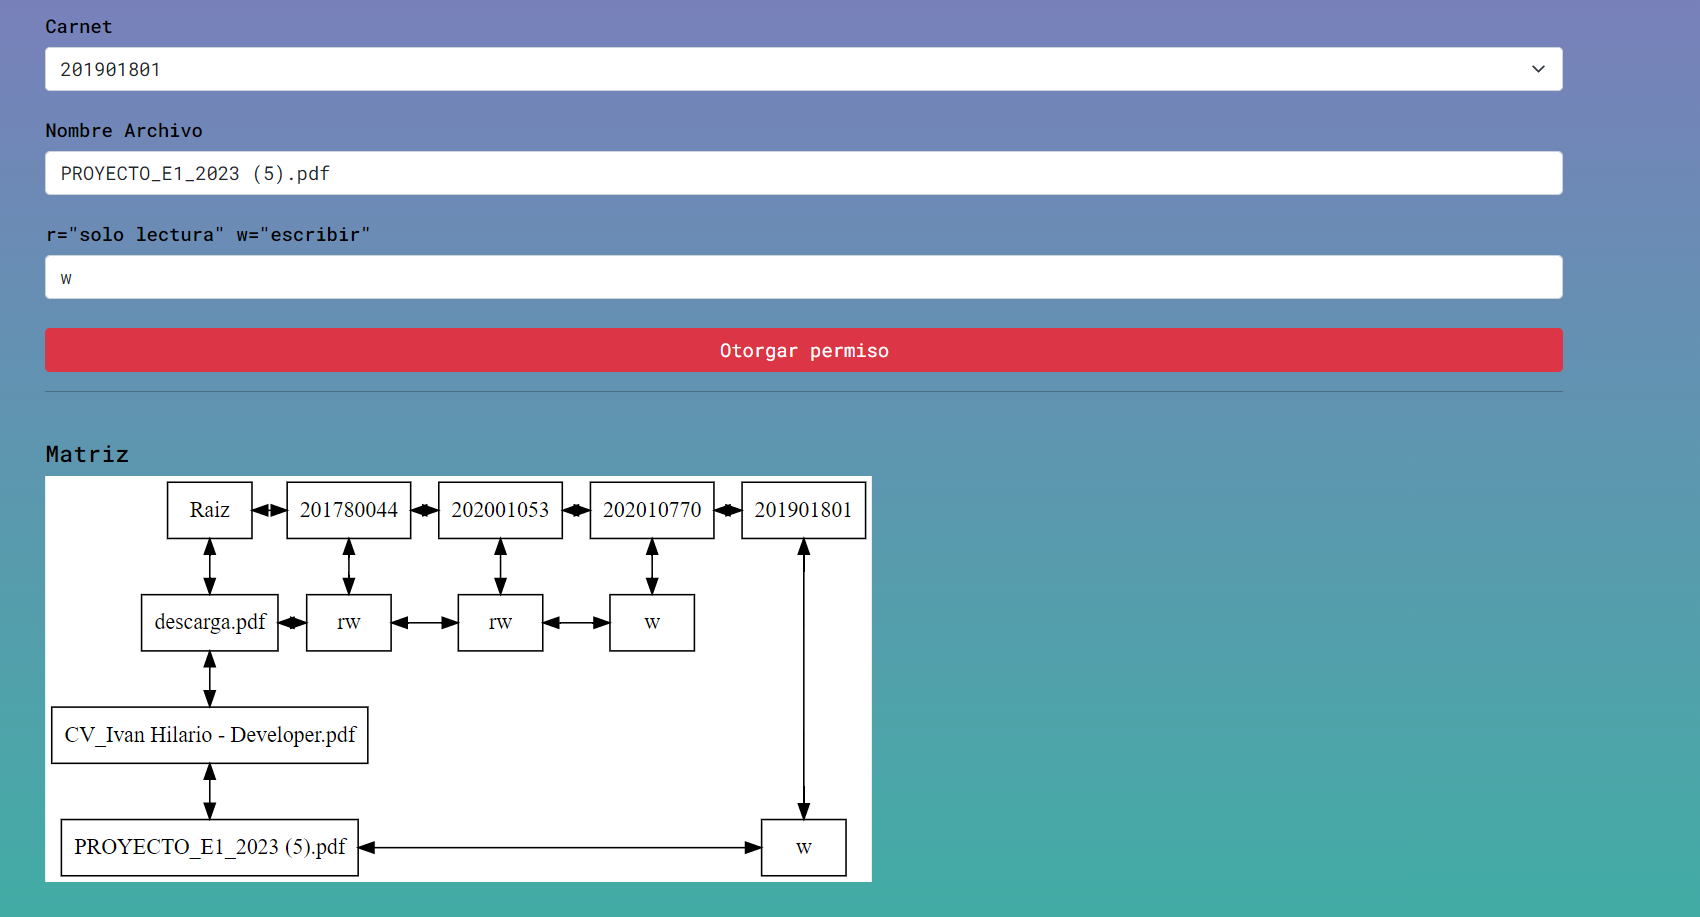 Carnet
201901801
Nombre Archivo
PROYECTO_E1_2023 (5).pdf
r="solo lectura" w="escribir"
w
Otorgar permiso
Matriz
Raiz 201780044 202001053 202010770 201901801
descarga.pdf rw rw w
CV_Ivan Hilario - Developer.pdf
PROYECTO_E1_2023 (5).pdf w